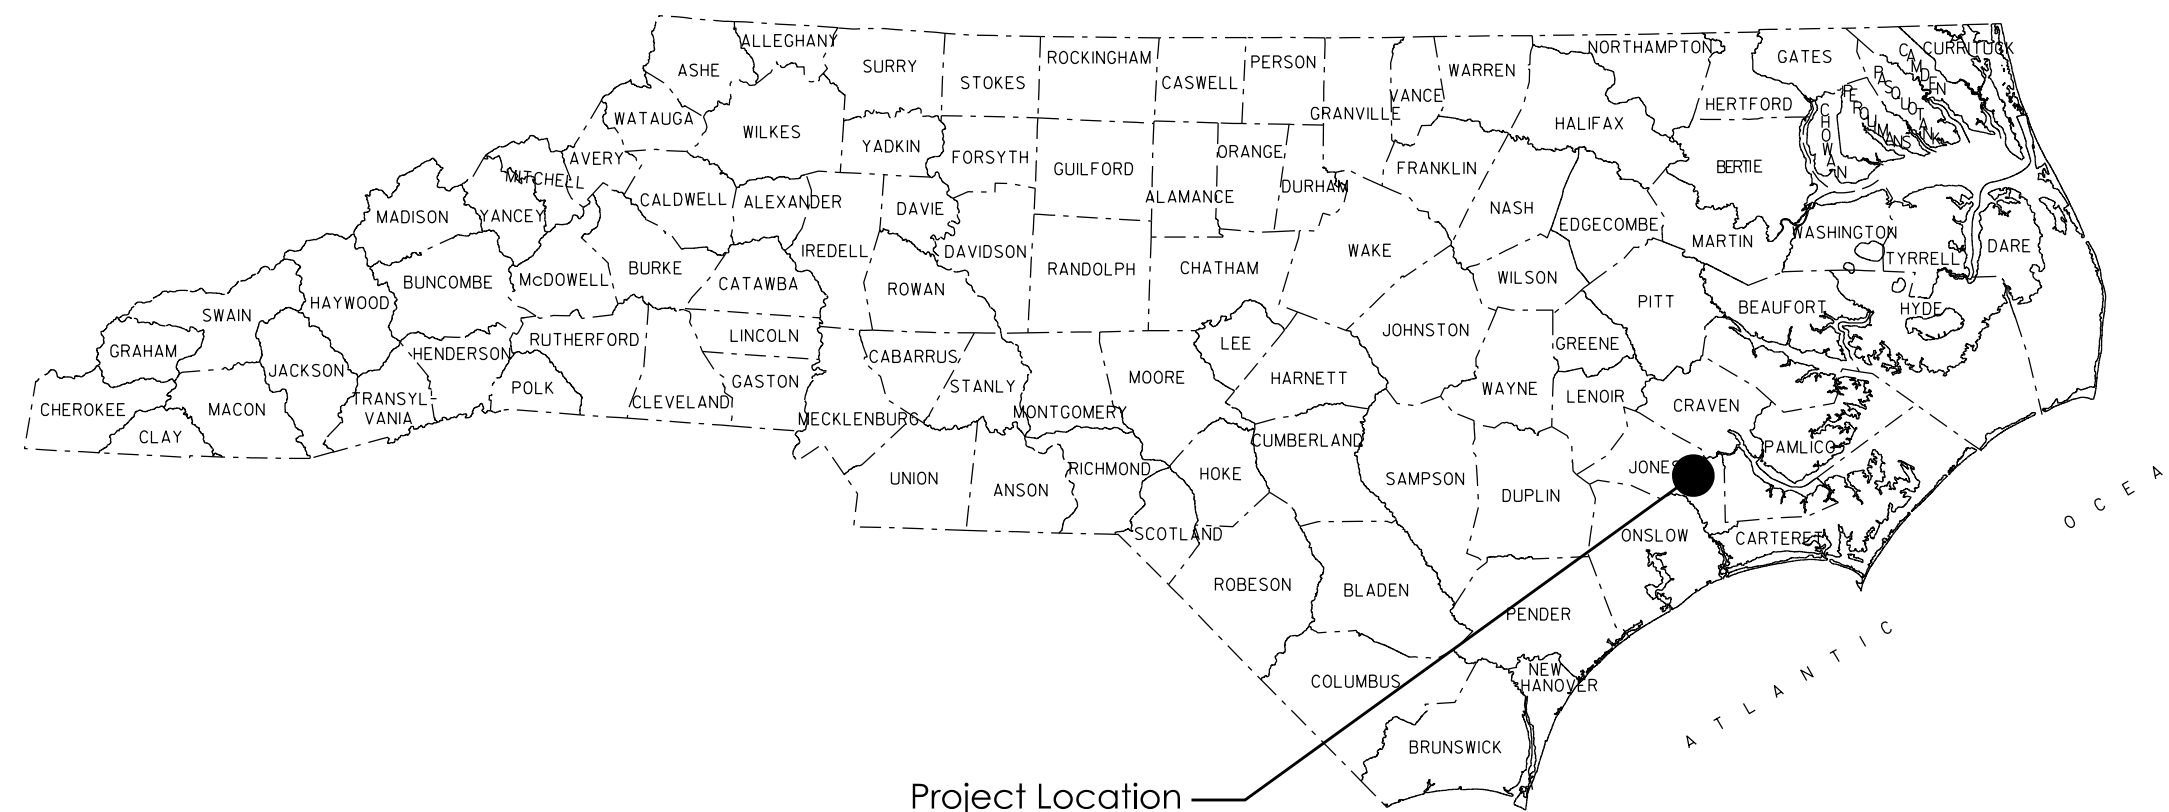 ALLEGHANY
ASHE
SURRY
STOKES
ROCKINGHAM
CASWELL
PERSON
GRANVILLE
VANCE
WARREN
NORTHAMPTON
GATES
CURRITUCK
CAMDEN
PASQUOTANK
PERQUIMANS
CHOWAN
HERTFORD
WATAUGA
WILKES
YADKIN
FORSYTH
GUILFORD
ALAMANCE
ORANGE
DURHAM
FRANKLIN
HALIFAX
BERTIE
AVERY
MITCHELL
CALDWELL
ALEXANDER
DAVIE
NASH
EDGECOMBE
MARTIN
WASHINGTON
TYRRELL
DARE
MADISON
YANCEY
IREDELL
DAVIDSON
RANDOLPH
CHATHAM
WAKE
WILSON
PITT
BEAUFORT
HYDE
HAYWOOD
BUNCOMBE
McDOWELL
BURKE
CATAWBA
ROWAN
SWAIN
GRAHAM
JACKSON
HENDERSON
RUTHERFORD
LINCOLN
CABARRUS
LEE
JOHNSTON
GREENE
CHEROKEE
MACON
TRANSYL-
VANIA
POLK
CLEVELAND
GASTON
STANLY
MOORE
HARNETT
WAYNE
LENOIR
CRAVEN
CLAY
MECKLENBURG
MONTGOMERY
CUMBERLAND
PAMLICO
UNION
ANSON
RICHMOND
HOKE
SAMPSON
DUPLIN
JONES
SCOTLAND
ONSLOW
CARTERET
ROBESON
BLADEN
PENDER
COLUMBUS
NEW
HANOVER
BRUNSWICK
ATLANTIC
OCEA
Project Location